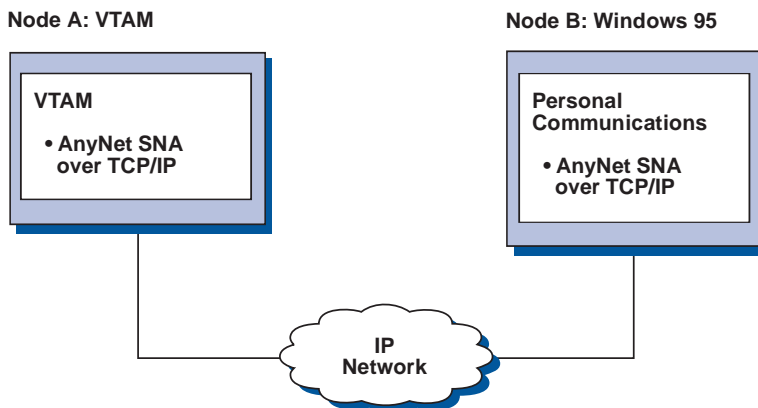 Node A: VTAM
VTAM
• AnyNet SNA
over TCP/IP
Node B: Windows 95
Personal
Communications
• AnyNet SNA
over TCP/IP
IP
Network